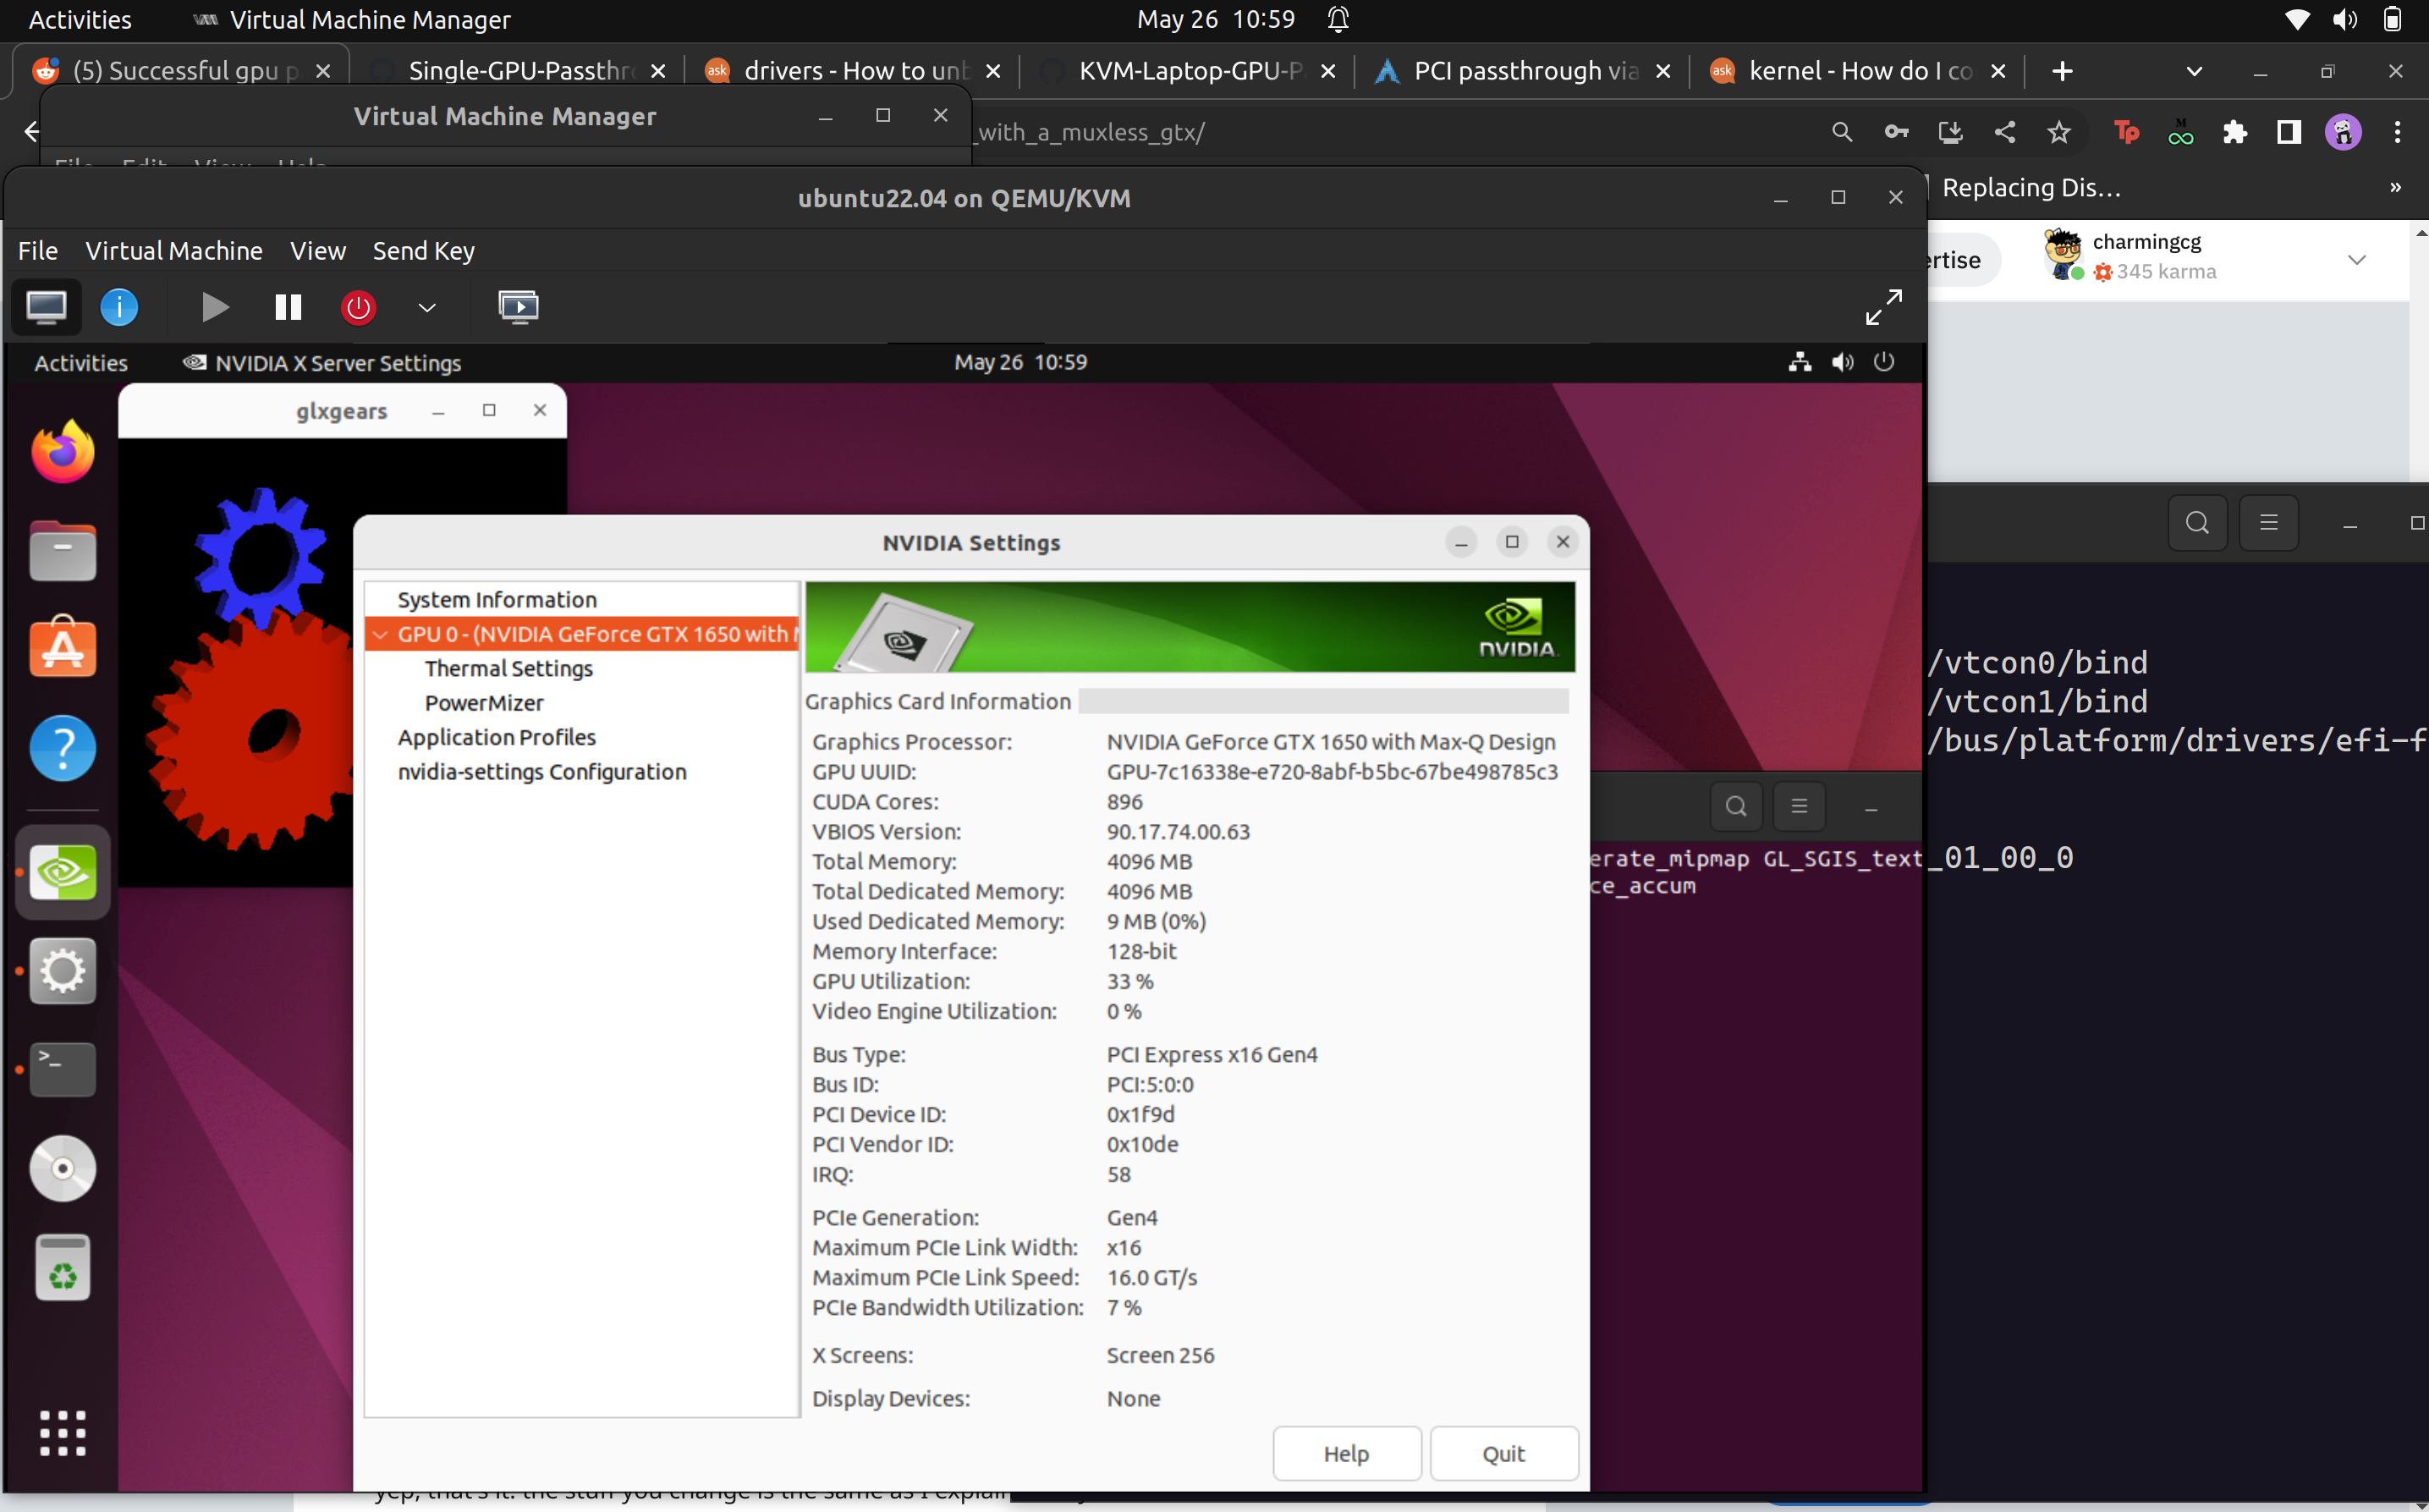 Activities
Virtual Machine Manager
May 26 10:59
(5) Successful gpu p
Single-GPU-Passthro
drivers - How to unb
KVM-Laptop-GPU-P
PCI passthrough via
kernel - How do I co
Virtual Machine Manager
_with_a_muxless_gtx/
File Edit View Help
Replacing Dis…
»
ubuntu22.04 on QEMU/KVM
File Virtual Machine View Send Key
ertise
charmingcg
345 karma
Activities
NVIDIA X Server Settings
May 26 10:59
glxgears
NVIDIA Settings
System Information
GPU 0 - (NVIDIA GeForce GTX 1650 with
Thermal Settings
PowerMizer
Application Profiles
nvidia-settings Configuration
NVIDIA.
Graphics Card Information
Graphics Processor: NVIDIA GeForce GTX 1650 with Max-Q Design
GPU UUID: GPU-7c16338e-e720-8abf-b5bc-67be498785c3
CUDA Cores: 896
VBIOS Version: 90.17.74.00.63
Total Memory: 4096 MB
Total Dedicated Memory: 4096 MB
Used Dedicated Memory: 9 MB (0%)
Memory Interface: 128-bit
GPU Utilization: 33 %
Video Engine Utilization: 0 %
Bus Type: PCI Express x16 Gen4
Bus ID: PCI:5:0:0
PCI Device ID: 0x1f9d
PCI Vendor ID: 0x10de
IRQ: 58
PCIe Generation: Gen4
Maximum PCIe Link Width: x16
Maximum PCIe Link Speed: 16.0 GT/s
PCIe Bandwidth Utilization: 7 %
X Screens: Screen 256
Display Devices: None
Help
Quit
/vtcon0/bind
/vtcon1/bind
/bus/platform/drivers/efi-f
_01_00_0
erate_mipmap GL_SGIS_text
ce_accum
yep, that's it. the stuff you change is the same as I explain